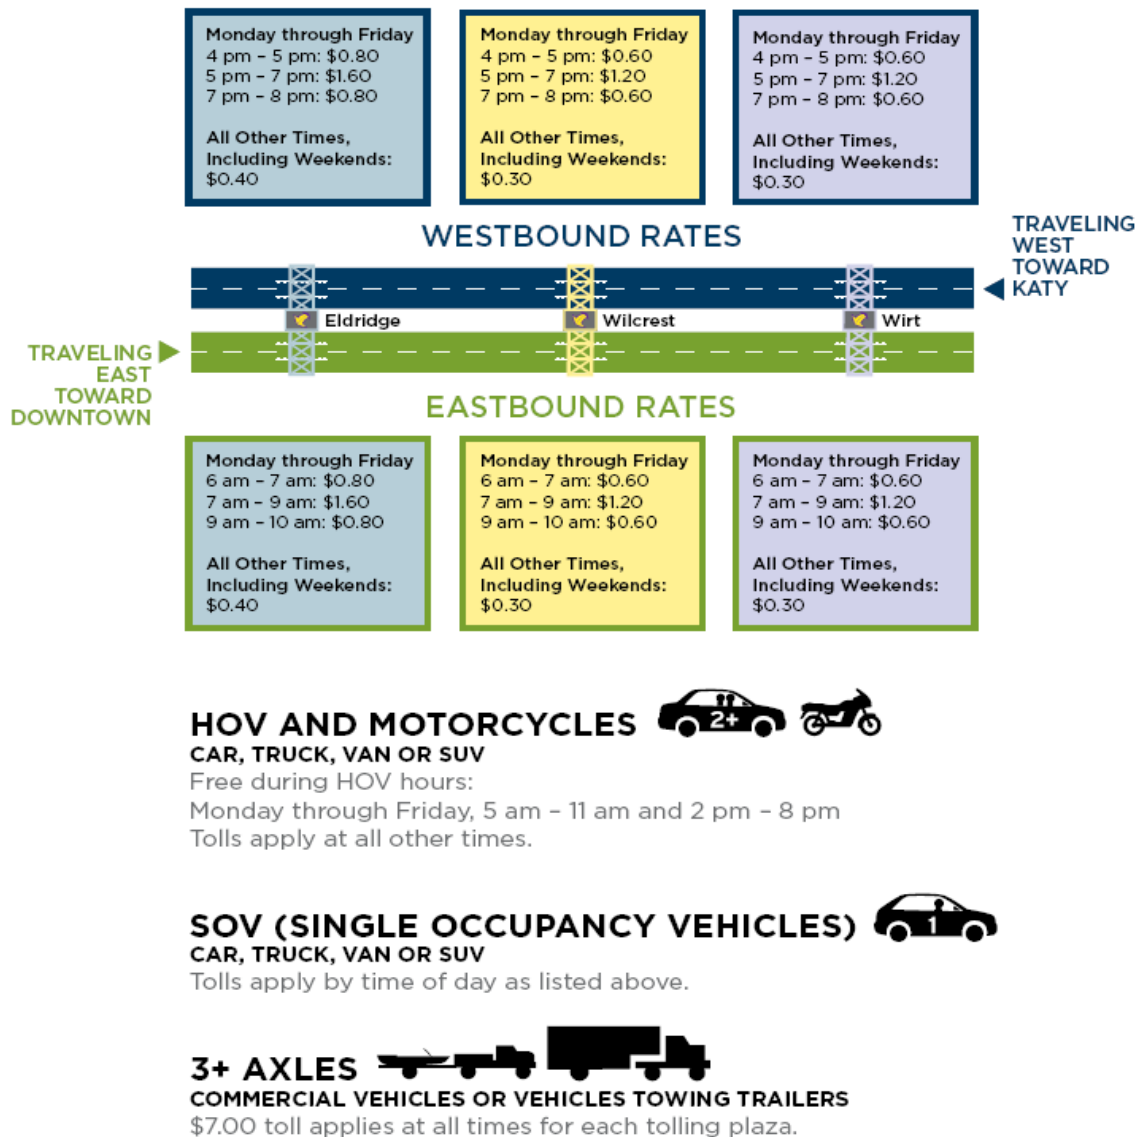 Monday through Friday
4 pm – 5 pm: $0.80
5 pm – 7 pm: $1.60
7 pm – 8 pm: $0.80
All Other Times,
Including Weekends:
$0.40
Monday through Friday
4 pm – 5 pm: $0.60
5 pm – 7 pm: $1.20
7 pm – 8 pm: $0.60
All Other Times,
Including Weekends:
$0.30
Monday through Friday
4 pm – 5 pm: $0.60
5 pm – 7 pm: $1.20
7 pm – 8 pm: $0.60
All Other Times,
Including Weekends:
$0.30
WESTBOUND RATES
TRAVELING
WEST
TOWARD
KATY
Eldridge
Wilcrest
Wirt
TRAVELING
EAST
TOWARD
DOWNTOWN
EASTBOUND RATES
Monday through Friday
6 am – 7 am: $0.80
7 am – 9 am: $1.60
9 am – 10 am: $0.80
All Other Times,
Including Weekends:
$0.40
Monday through Friday
6 am – 7 am: $0.60
7 am – 9 am: $1.20
9 am – 10 am: $0.60
All Other Times,
Including Weekends:
$0.30
Monday through Friday
6 am – 7 am: $0.60
7 am – 9 am: $1.20
9 am – 10 am: $0.60
All Other Times,
Including Weekends:
$0.30
HOV AND MOTORCYCLES 2+
CAR, TRUCK, VAN OR SUV
Free during HOV hours:
Monday through Friday, 5 am – 11 am and 2 pm – 8 pm
Tolls apply at all other times.
SOV (SINGLE OCCUPANCY VEHICLES) 1
CAR, TRUCK, VAN OR SUV
Tolls apply by time of day as listed above.
3+ AXLES
COMMERCIAL VEHICLES OR VEHICLES TOWING TRAILERS
$7.00 toll applies at all times for each tolling plaza.